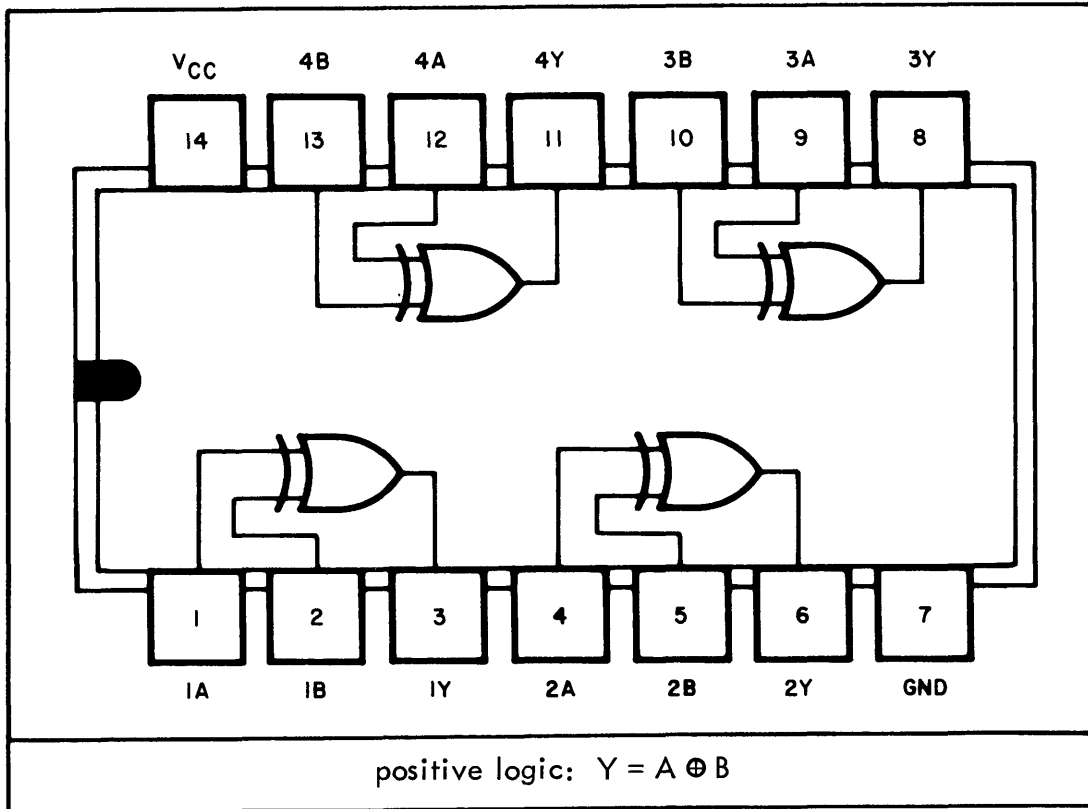 VCC 4B 4A 4Y 3B 3A 3Y
14 13 12 11 10 9 8
1 2 3 4 5 6 7
1A 1B 1Y 2A 2B 2Y GND
positive logic: Y = A ⊕ B